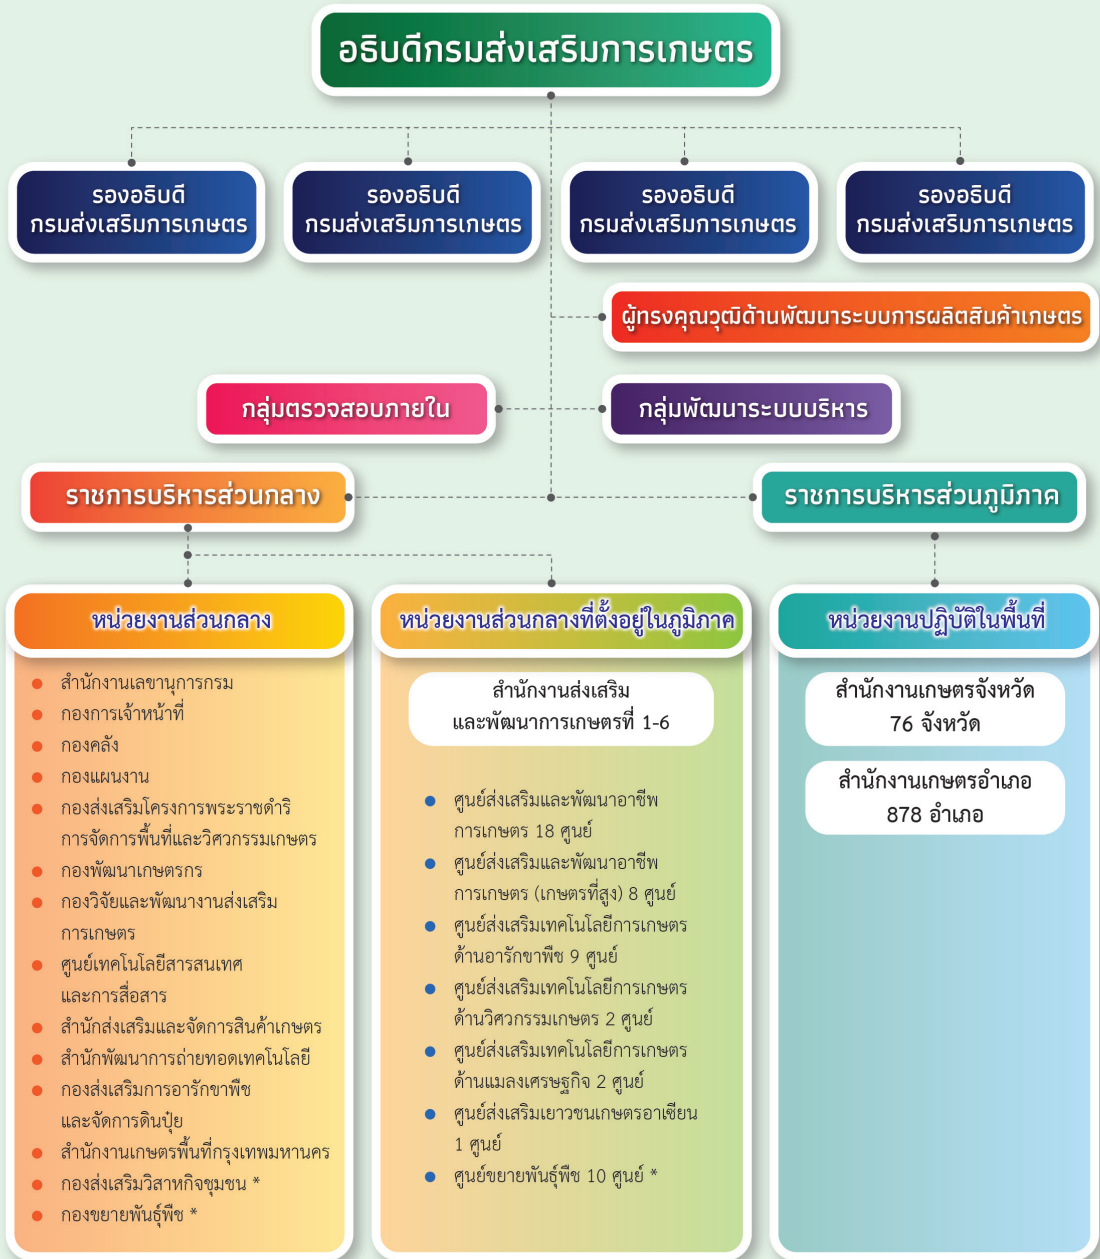 อธิบดีกรมส่งเสริมการเกษตร
รองอธิบดี
กรมส่งเสริมการเกษตร
รองอธิบดี
กรมส่งเสริมการเกษตร
รองอธิบดี
กรมส่งเสริมการเกษตร
รองอธิบดี
กรมส่งเสริมการเกษตร
ผู้ทรงคุณวุฒิด้านพัฒนาระบบการผลิตสินค้าเกษตร
กลุ่มตรวจสอบภายใน
กลุ่มพัฒนาระบบบริหาร
ราชการบริหารส่วนกลาง
ราชการบริหารส่วนภูมิภาค
หน่วยงานส่วนกลาง
● สำนักงานเลขานุการกรม
● กองการเจ้าหน้าที่
● กองคลัง
● กองแผนงาน
● กองส่งเสริมโครงการพระราชดำริ
การจัดการพื้นที่และวิศวกรรมเกษตร
● กองพัฒนาเกษตรกร
● กองวิจัยและพัฒนางานส่งเสริม
การเกษตร
● ศูนย์เทคโนโลยีสารสนเทศ
และการสื่อสาร
● สำนักส่งเสริมและจัดการสินค้าเกษตร
● สำนักพัฒนาการถ่ายทอดเทคโนโลยี
● กองส่งเสริมการอารักขาพืช
และจัดการดินปุ๋ย
● สำนักงานเกษตรพื้นที่กรุงเทพมหานคร
● กองส่งเสริมวิสาหกิจชุมชน *
● กองขยายพันธุ์พืช *
หน่วยงานส่วนกลางที่ตั้งอยู่ในภูมิภาค
สำนักงานส่งเสริม
และพัฒนาการเกษตรที่ 1-6
● ศูนย์ส่งเสริมและพัฒนาอาชีพ
การเกษตร 18 ศูนย์
● ศูนย์ส่งเสริมและพัฒนาอาชีพ
การเกษตร (เกษตรที่สูง) 8 ศูนย์
● ศูนย์ส่งเสริมเทคโนโลยีการเกษตร
ด้านอารักขาพืช 9 ศูนย์
● ศูนย์ส่งเสริมเทคโนโลยีการเกษตร
ด้านวิศวกรรมเกษตร 2 ศูนย์
● ศูนย์ส่งเสริมเทคโนโลยีการเกษตร
ด้านแมลงเศรษฐกิจ 2 ศูนย์
● ศูนย์ส่งเสริมเยาวชนเกษตรอาเซียน
1 ศูนย์
● ศูนย์ขยายพันธุ์พืช 10 ศูนย์ *
หน่วยงานปฏิบัติในพื้นที่
สำนักงานเกษตรจังหวัด
76 จังหวัด
สำนักงานเกษตรอำเภอ
878 อำเภอ